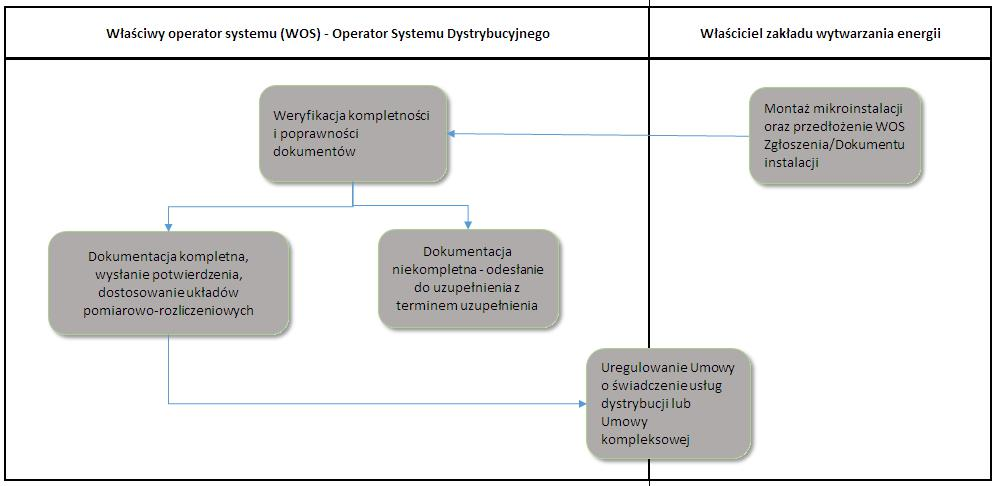 Właściwy operator systemu (WOS) - Operator Systemu Dystrybucyjnego
Właściciel zakładu wytwarzania energii
Weryfikacja kompletności
i poprawności
dokumentów
Montaż mikroinstalacji
oraz przedłożenie WOS
Zgłoszenia/Dokumentu
instalacji
Dokumentacja kompletna,
wysłanie potwierdzenia,
dostosowanie układów
pomiarowo-rozliczeniowych
Dokumentacja
niekompletna - odesłanie
do uzupełnienia z
terminem uzupełnienia
Uregulowanie Umowy
o świadczenie usług
dystrybucji lub
Umowy
kompleksowej